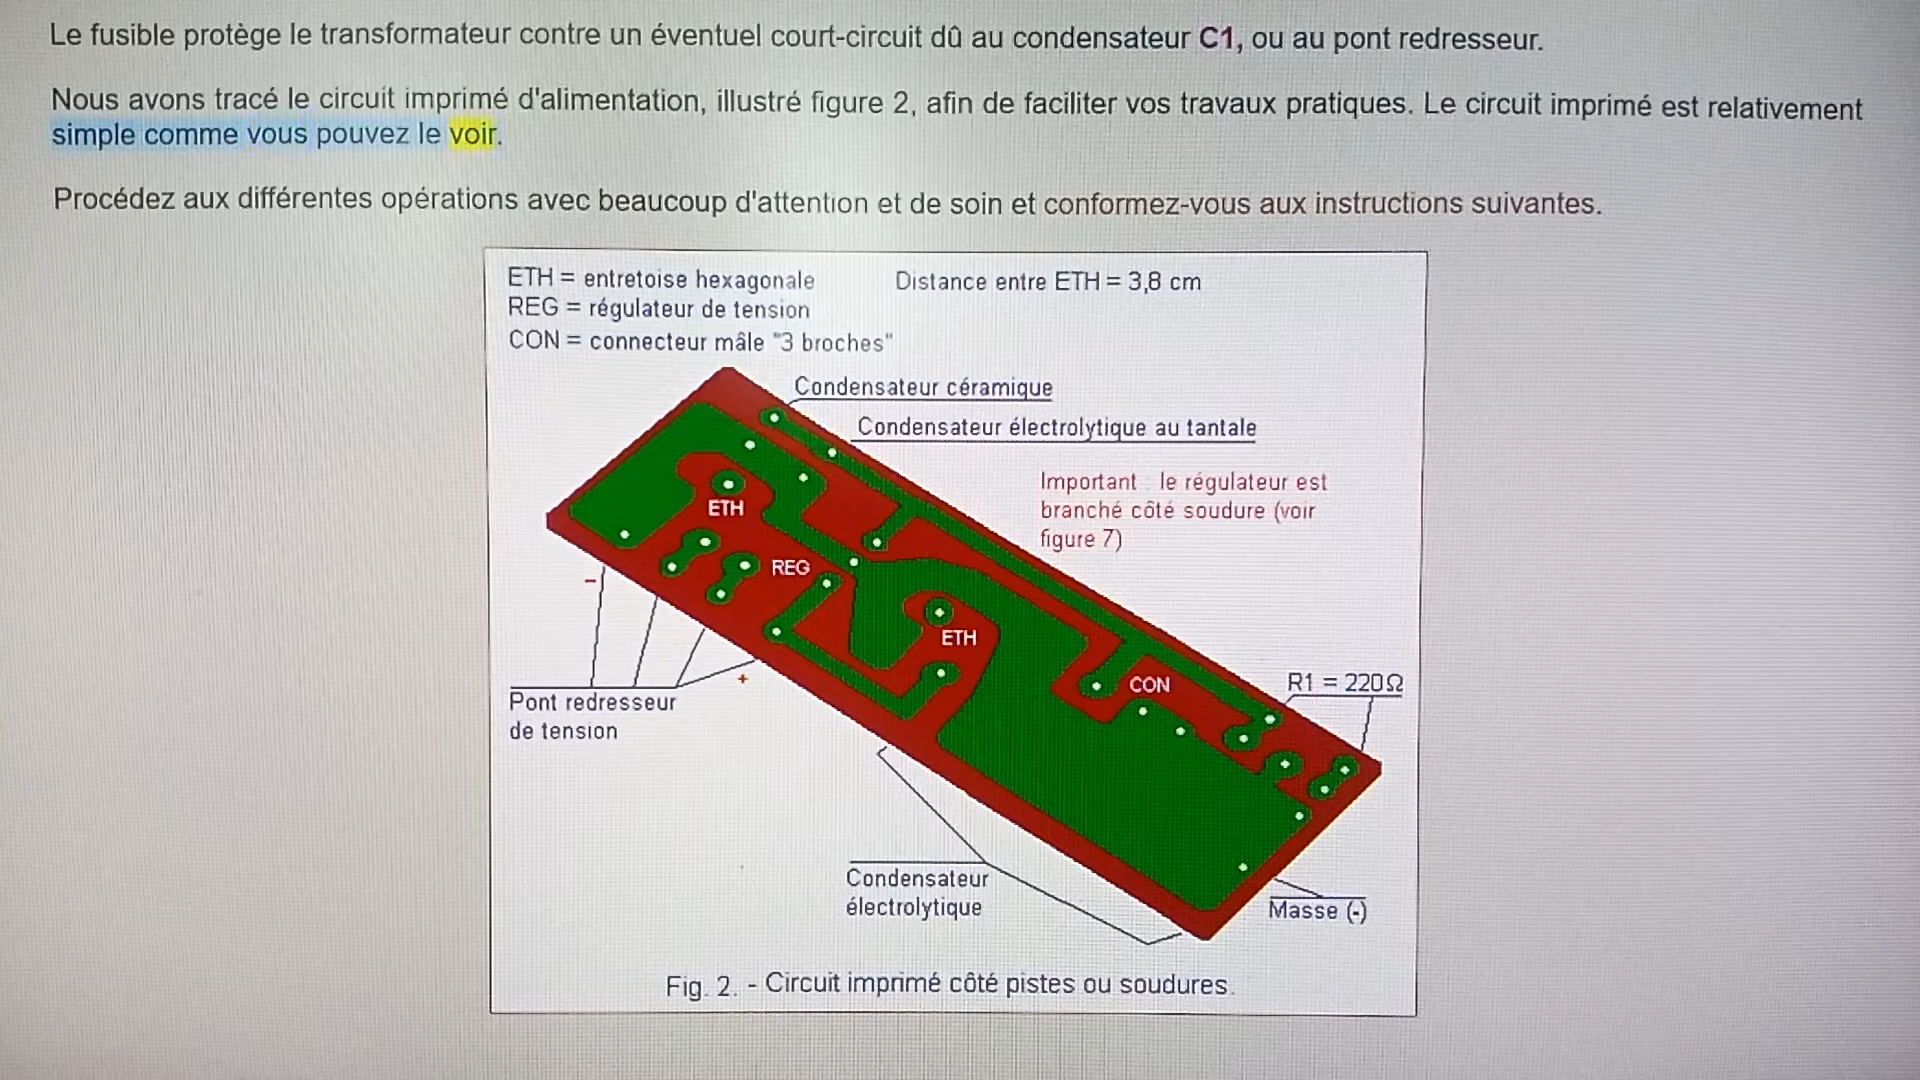 Le fusible protège le transformateur contre un éventuel court-circuit dû au condensateur C1, ou au pont redresseur.
Nous avons tracé le circuit imprimé d'alimentation, illustré figure 2, afin de faciliter vos travaux pratiques. Le circuit imprimé est relativement
simple comme vous pouvez le voir.
Procédez aux différentes opérations avec beaucoup d'attention et de soin et conformez-vous aux instructions suivantes.
ETH = entretoise hexagonale
Distance entre ETH = 3,8 cm
REG = régulateur de tension
CON = connecteur mâle "3 broches"
Condensateur céramique
Condensateur électrolytique au tantale
Important : le régulateur est
branché côté soudure (voir
figure 7)
ETH
REG
-
ETH
+
CON
R1 = 220Ω
Pont redresseur
de tension
Condensateur
électrolytique
Masse (-)
Fig. 2. - Circuit imprimé côté pistes ou soudures.